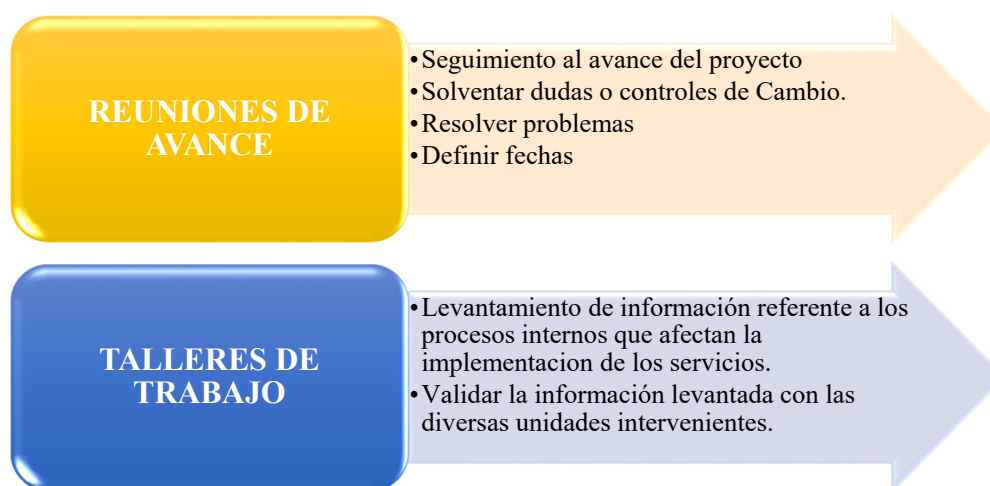 REUNIONES DE
AVANCE
•Seguimiento al avance del proyecto
•Solventar dudas o controles de Cambio.
•Resolver problemas
•Definir fechas
TALLERES DE
TRABAJO
•Levantamiento de información referente a los
procesos internos que afectan la
implementacion de los servicios.
•Validar la información levantada con las
diversas unidades intervenientes.